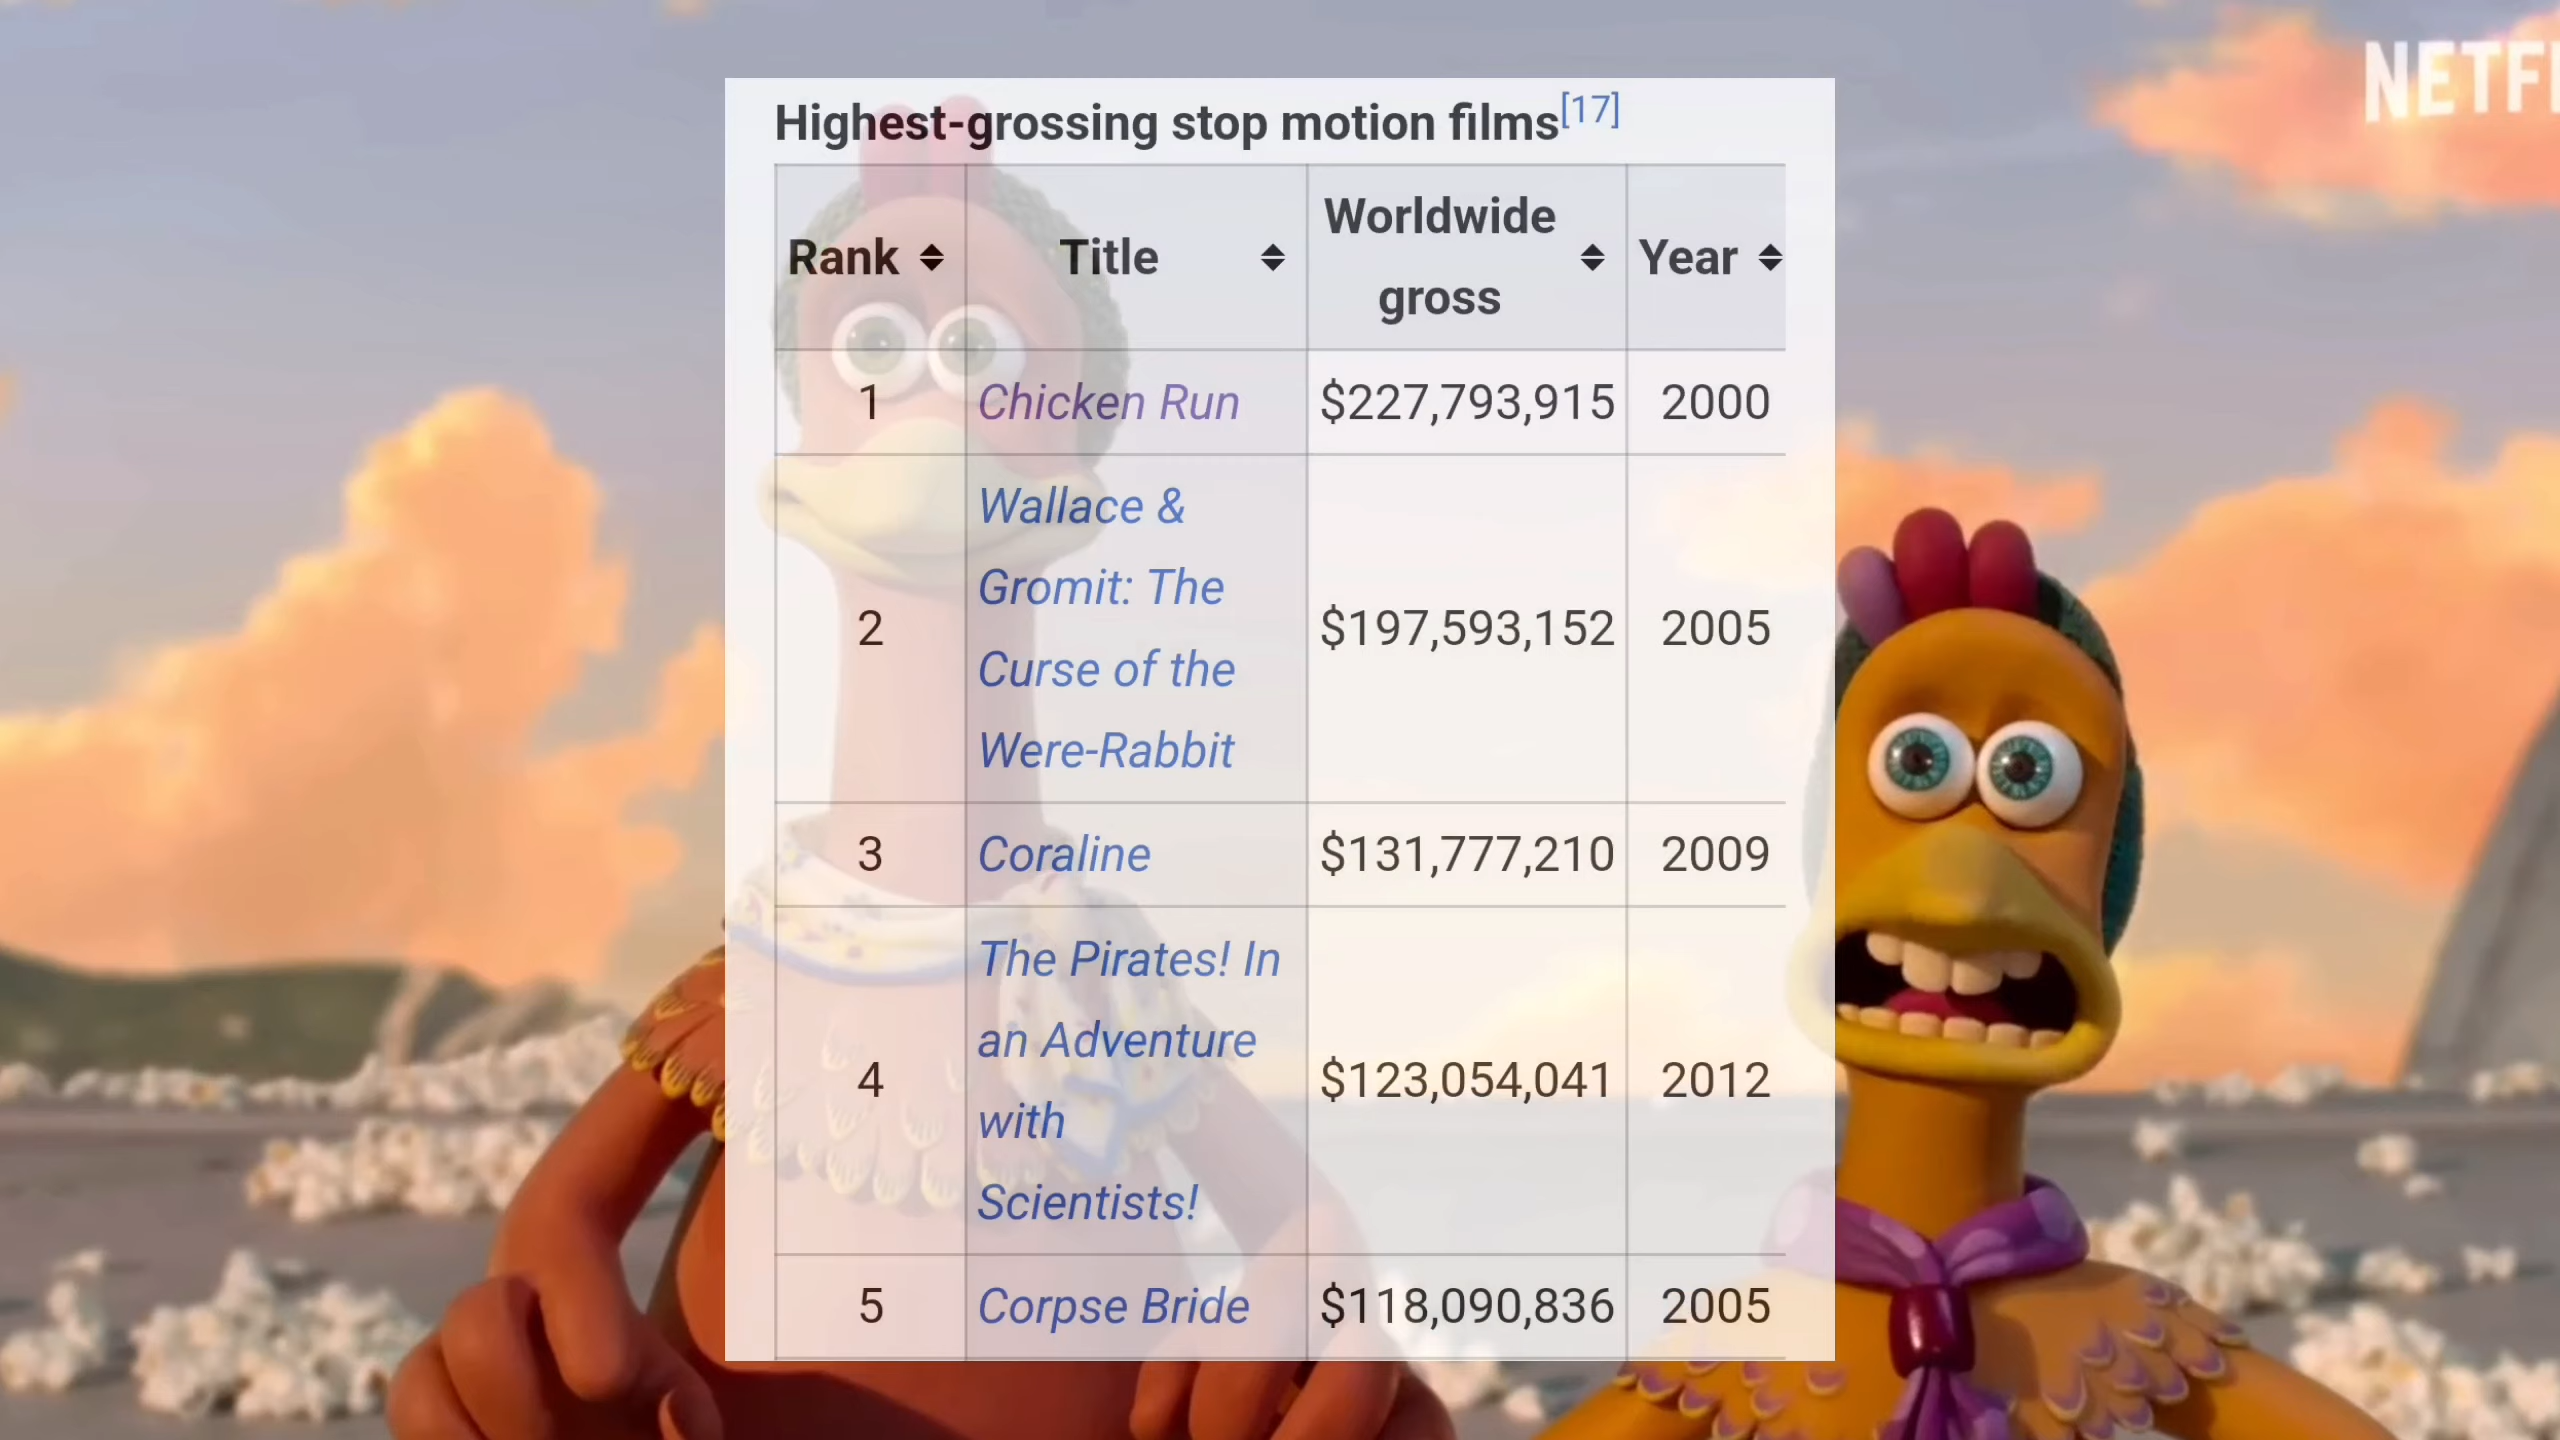 NETF
Highest-grossing stop motion films[17]
Rank Title Worldwide gross Year
1 Chicken Run $227,793,915 2000
2 Wallace & Gromit: The Curse of the Were-Rabbit $197,593,152 2005
3 Coraline $131,777,210 2009
4 The Pirates! In an Adventure with Scientists! $123,054,041 2012
5 Corpse Bride $118,090,836 2005